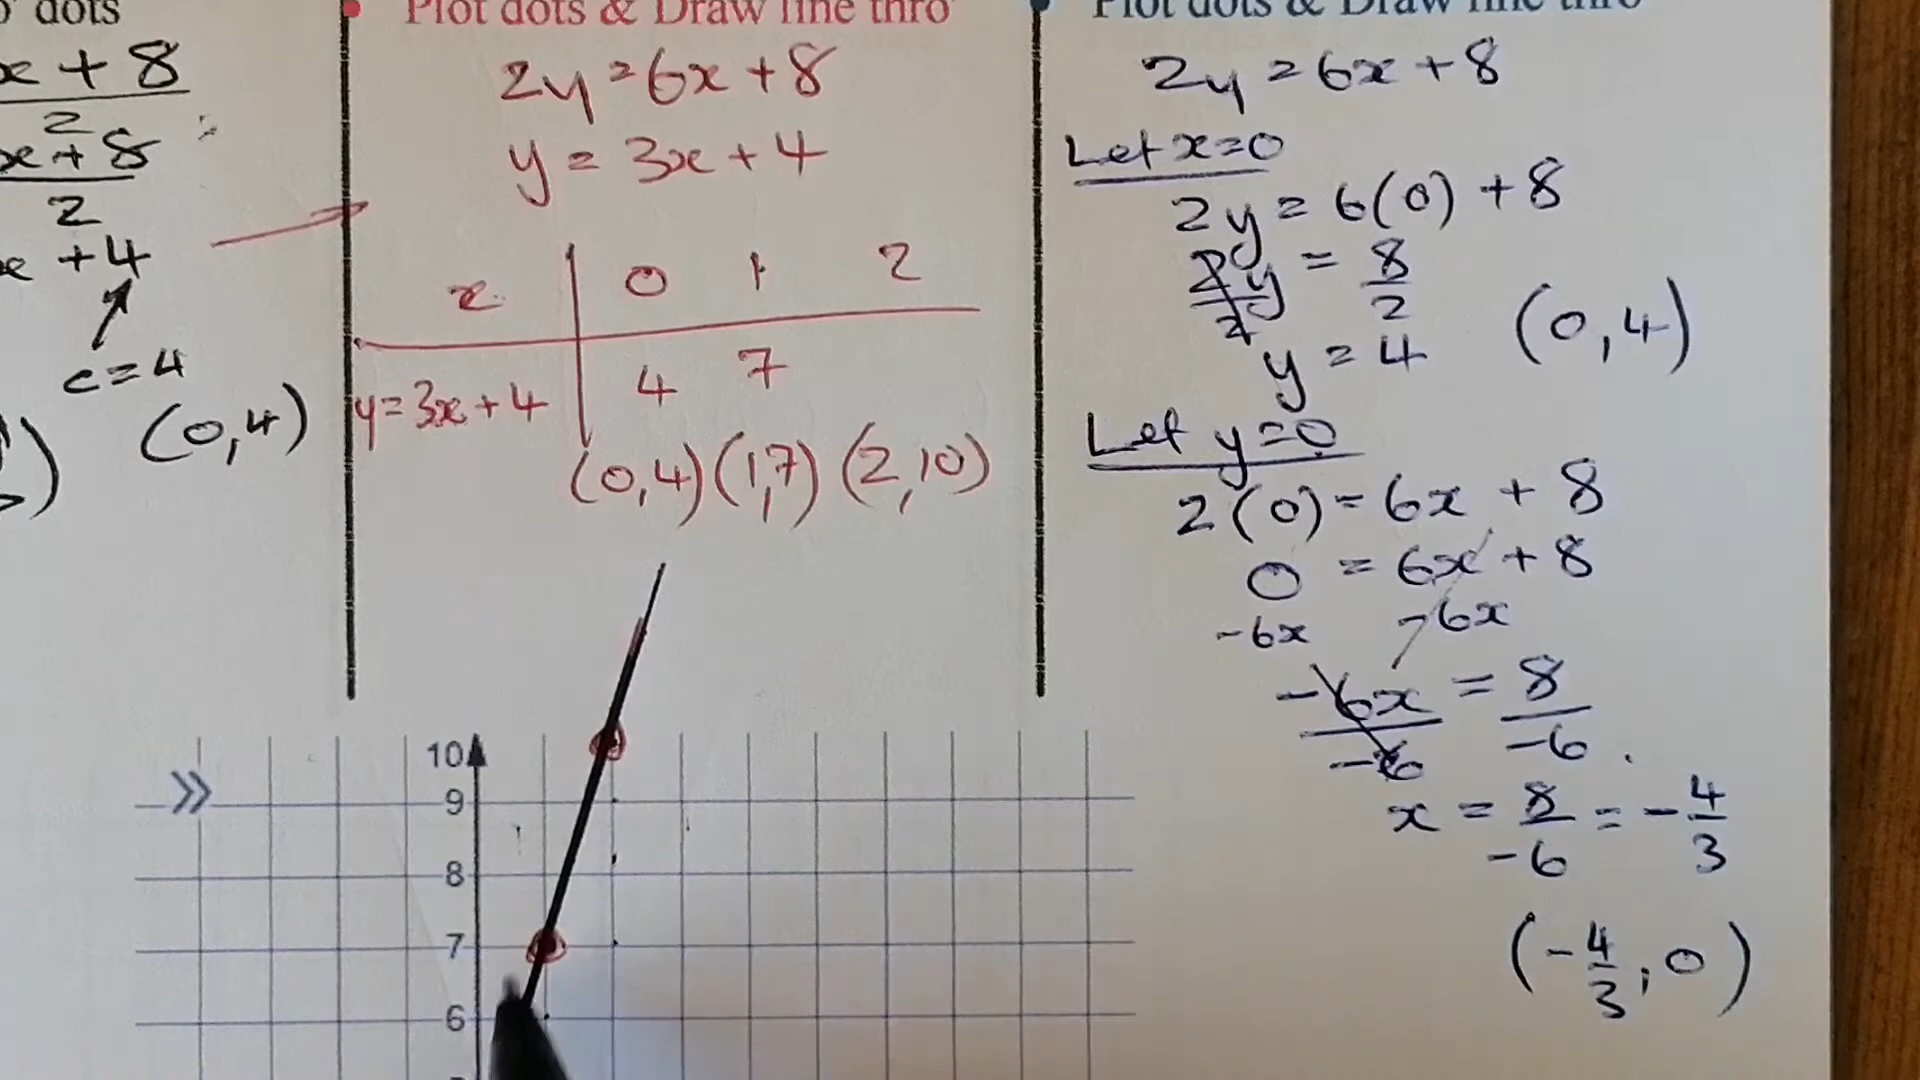 dots
x + 8
2
x + 8
2
x + 4
c = 4
(0,4)
Plot dots & Draw line thro
2y = 6x + 8
y = 3x + 4
x 0 1 2
y = 3x + 4 4 7
(0,4) (1,7) (2,10)
Plot dots & Draw line thro
2y = 6x + 8
Let x=0
2y = 6(0) + 8
2y = 8
2 2
y = 4 (0,4)
Let y=0
2(0) = 6x + 8
0 = 6x + 8
-6x -6x
-6x = 8
-6 -6
x = 8 = - 4
-6 3
(-4/3, 0)
10
9
8
7
6